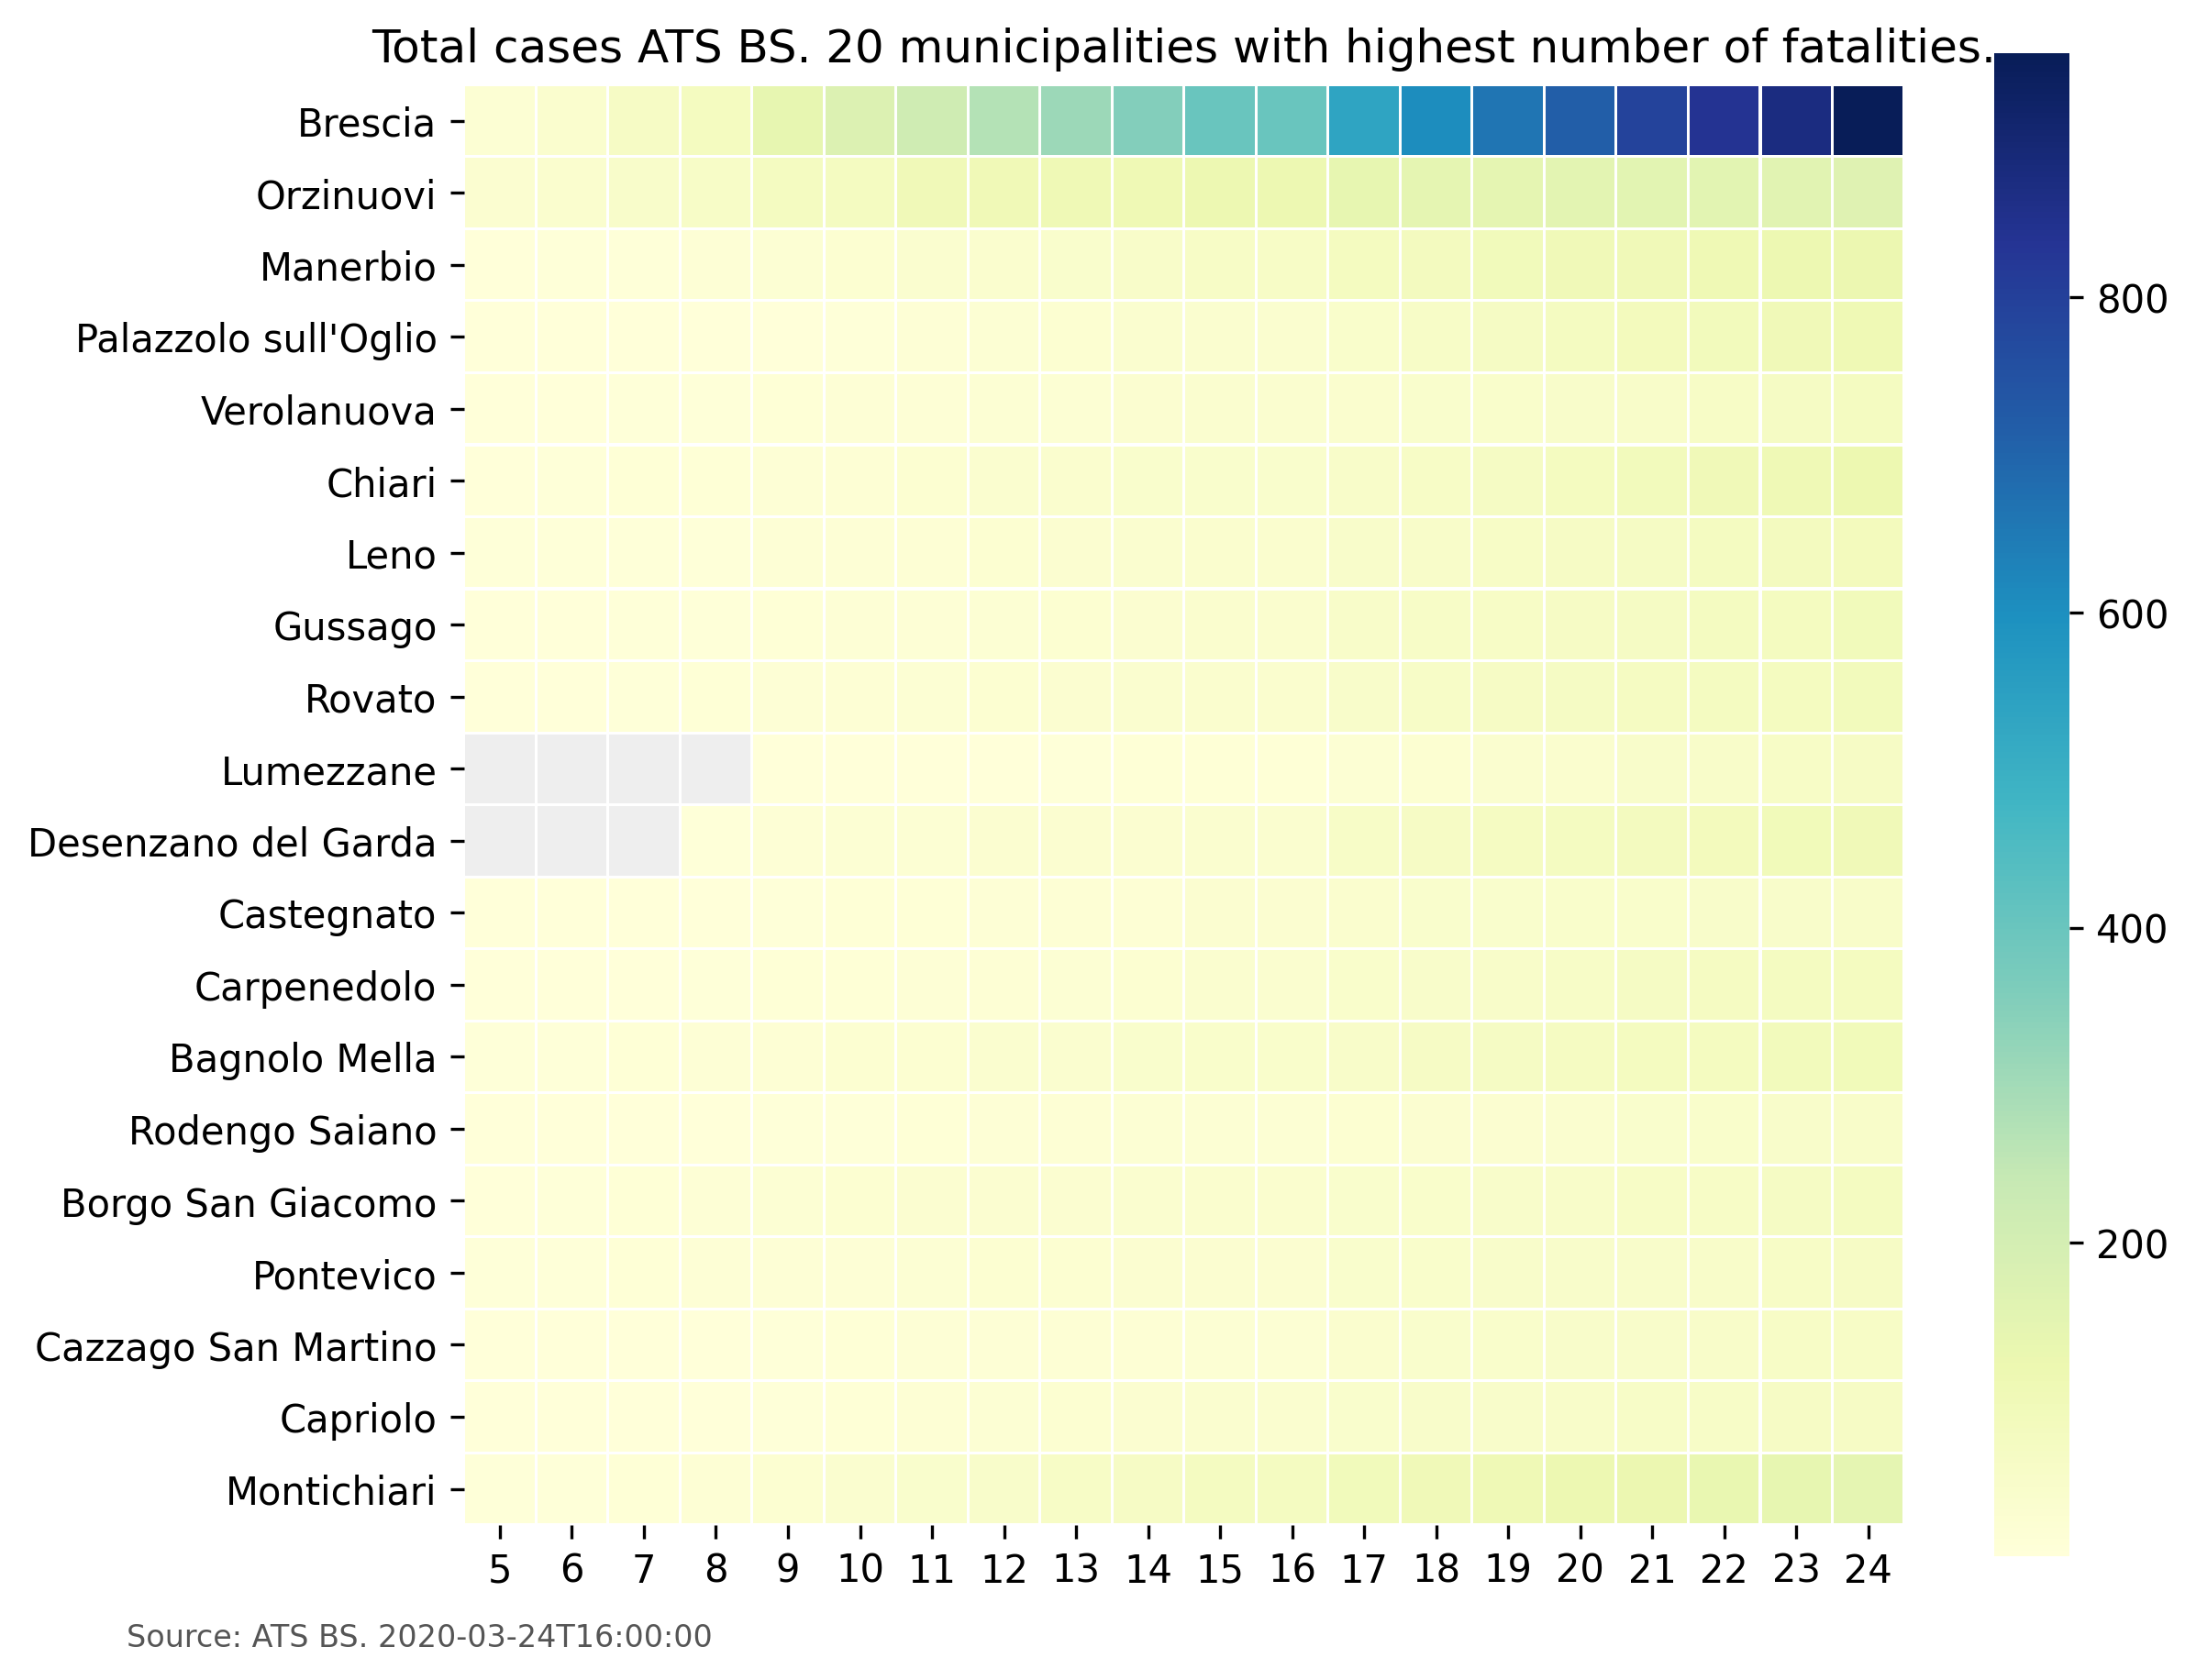 Total cases ATS BS. 20 municipalities with highest number of fatalities.
Brescia
Orzinuovi
Manerbio
Palazzolo sull'Oglio
Verolanuova
Chiari
Leno
Gussago
Rovato
Lumezzane
Desenzano del Garda
Castegnato
Carpenedolo
Bagnolo Mella
Rodengo Saiano
Borgo San Giacomo
Pontevico
Cazzago San Martino
Capriolo
Montichiari
5 6 7 8 9 10 11 12 13 14 15 16 17 18 19 20 21 22 23 24
800
600
400
200
Source: ATS BS. 2020-03-24T16:00:00